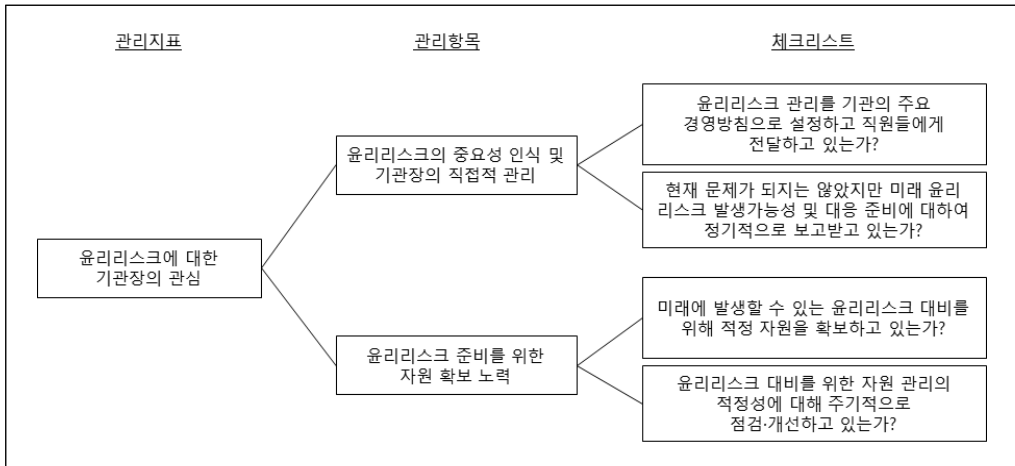 관리지표
관리항목
체크리스트
윤리리스크에 대한
기관장의 관심
윤리리스크의 중요성 인식 및
기관장의 직접적 관리
윤리리스크 관리를 기관의 주요
경영방침으로 설정하고 직원들에게
전달하고 있는가?
현재 문제가 되지는 않았지만 미래 윤리
리스크 발생가능성 및 대응 준비에 대하여
정기적으로 보고받고 있는가?
윤리리스크 준비를 위한
자원 확보 노력
미래에 발생할 수 있는 윤리리스크 대비를
위해 적정 자원을 확보하고 있는가?
윤리리스크 대비를 위한 자원 관리의
적정성에 대해 주기적으로
점검·개선하고 있는가?